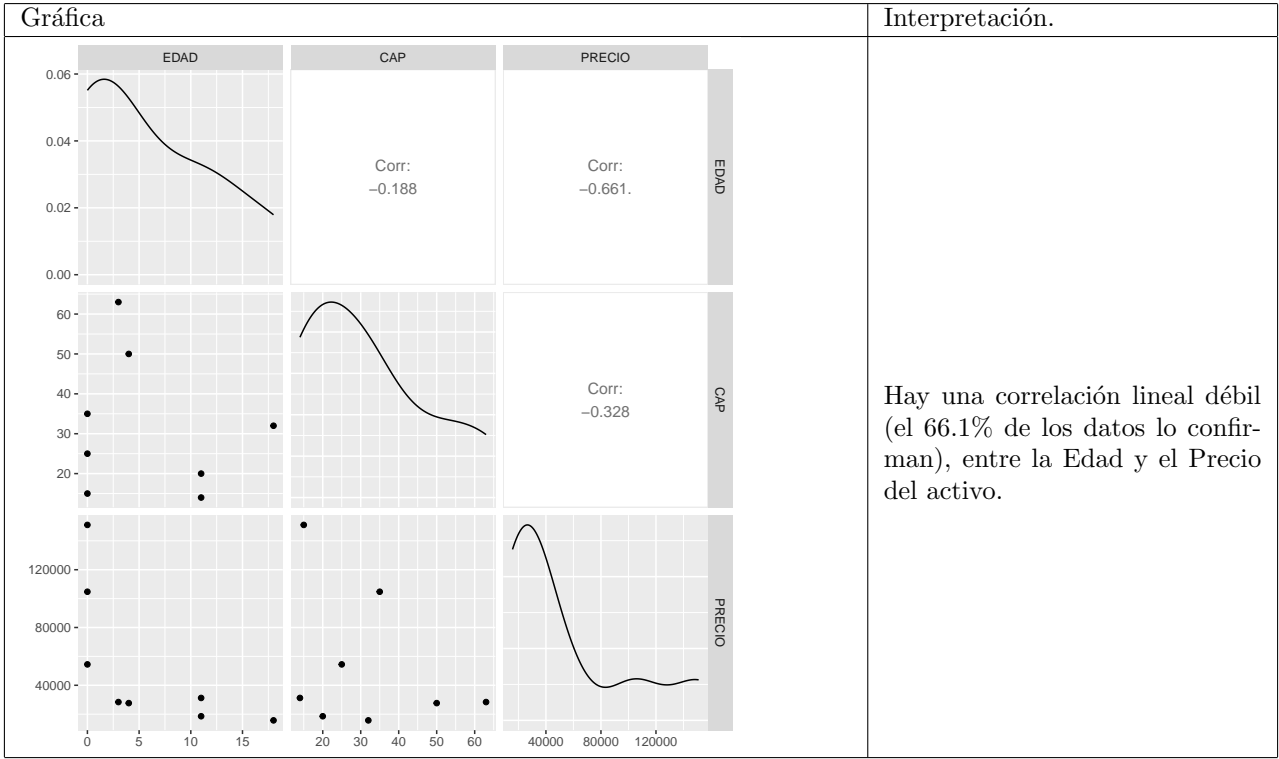 Gráfica
Interpretación.
EDAD
CAP
PRECIO
0.06
0.04
0.02
0.00
Corr:
−0.188
Corr:
−0.661.
EDAD
60
50
40
30
20
Corr:
−0.328
CAP
120000
80000
40000
PRECIO
0
5
10
15
20
30
40
50
60
40000
80000
120000
Hay una correlación lineal débil
(el 66.1% de los datos lo confir-
man), entre la Edad y el Precio
del activo.